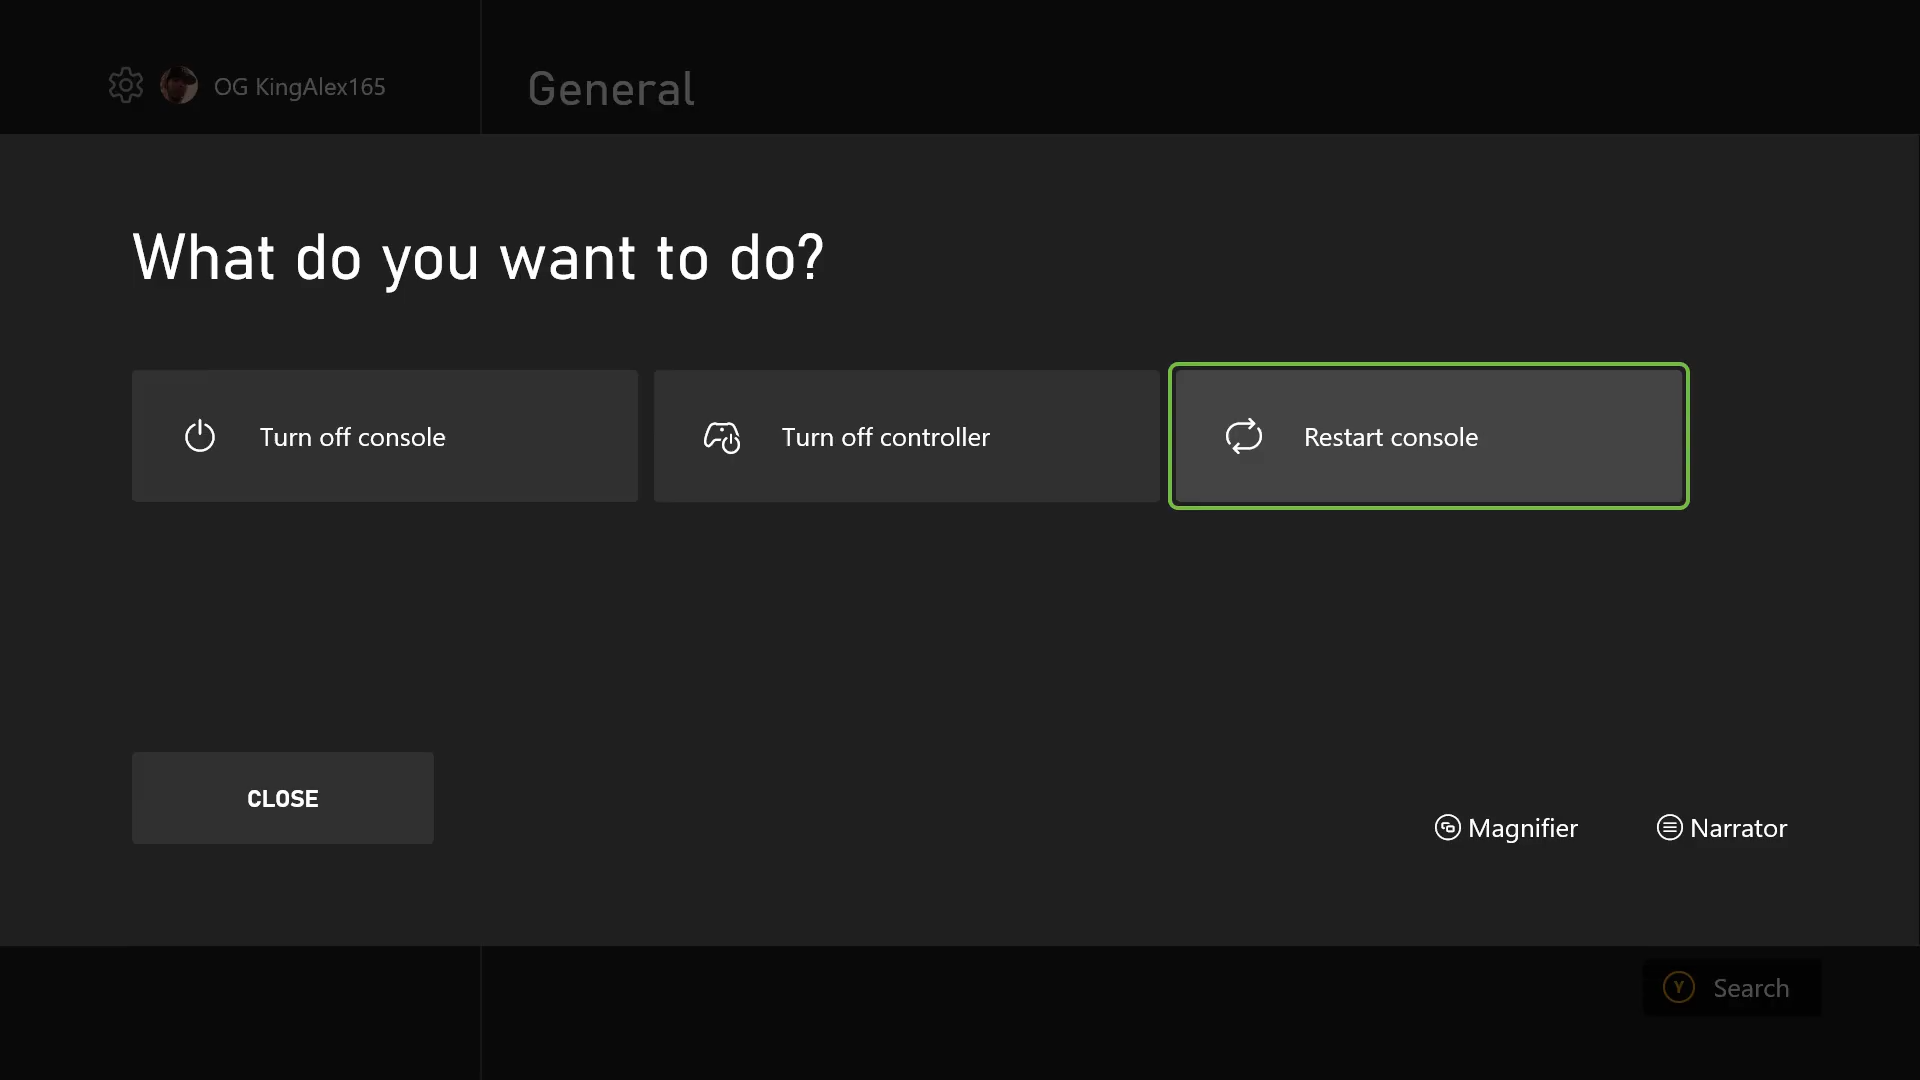 OG KingAlex165
General
What do you want to do?
Turn off console
Turn off controller
Restart console
CLOSE
Magnifier
Narrator
Y Search